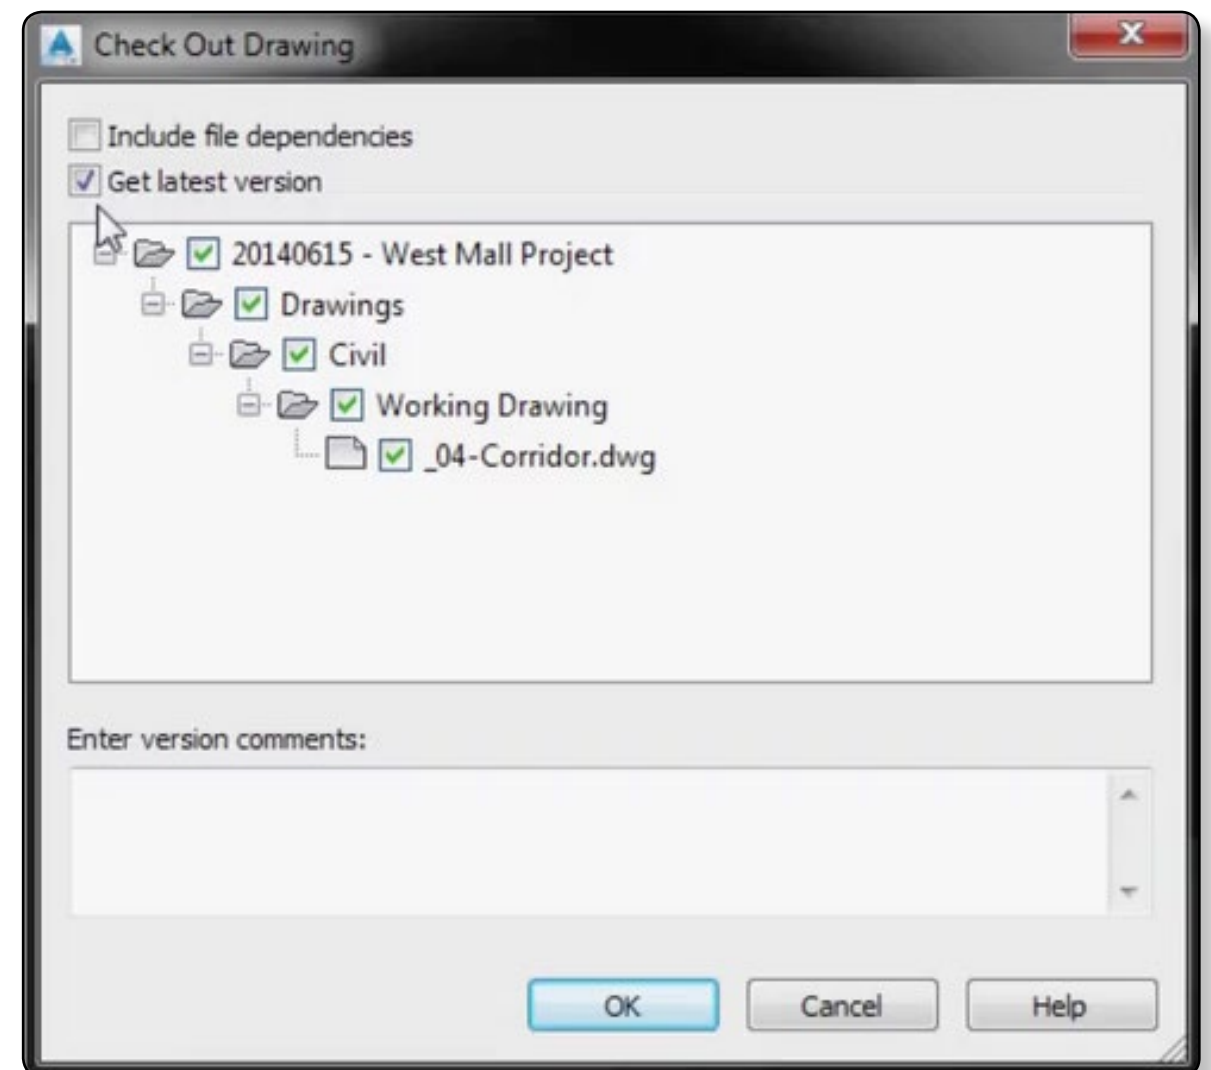 Check Out Drawing
Include file dependencies
Get latest version
20140615 - West Mall Project
Drawings
Civil
Working Drawing
_04-Corridor.dwg
Enter version comments:
OK Cancel Help